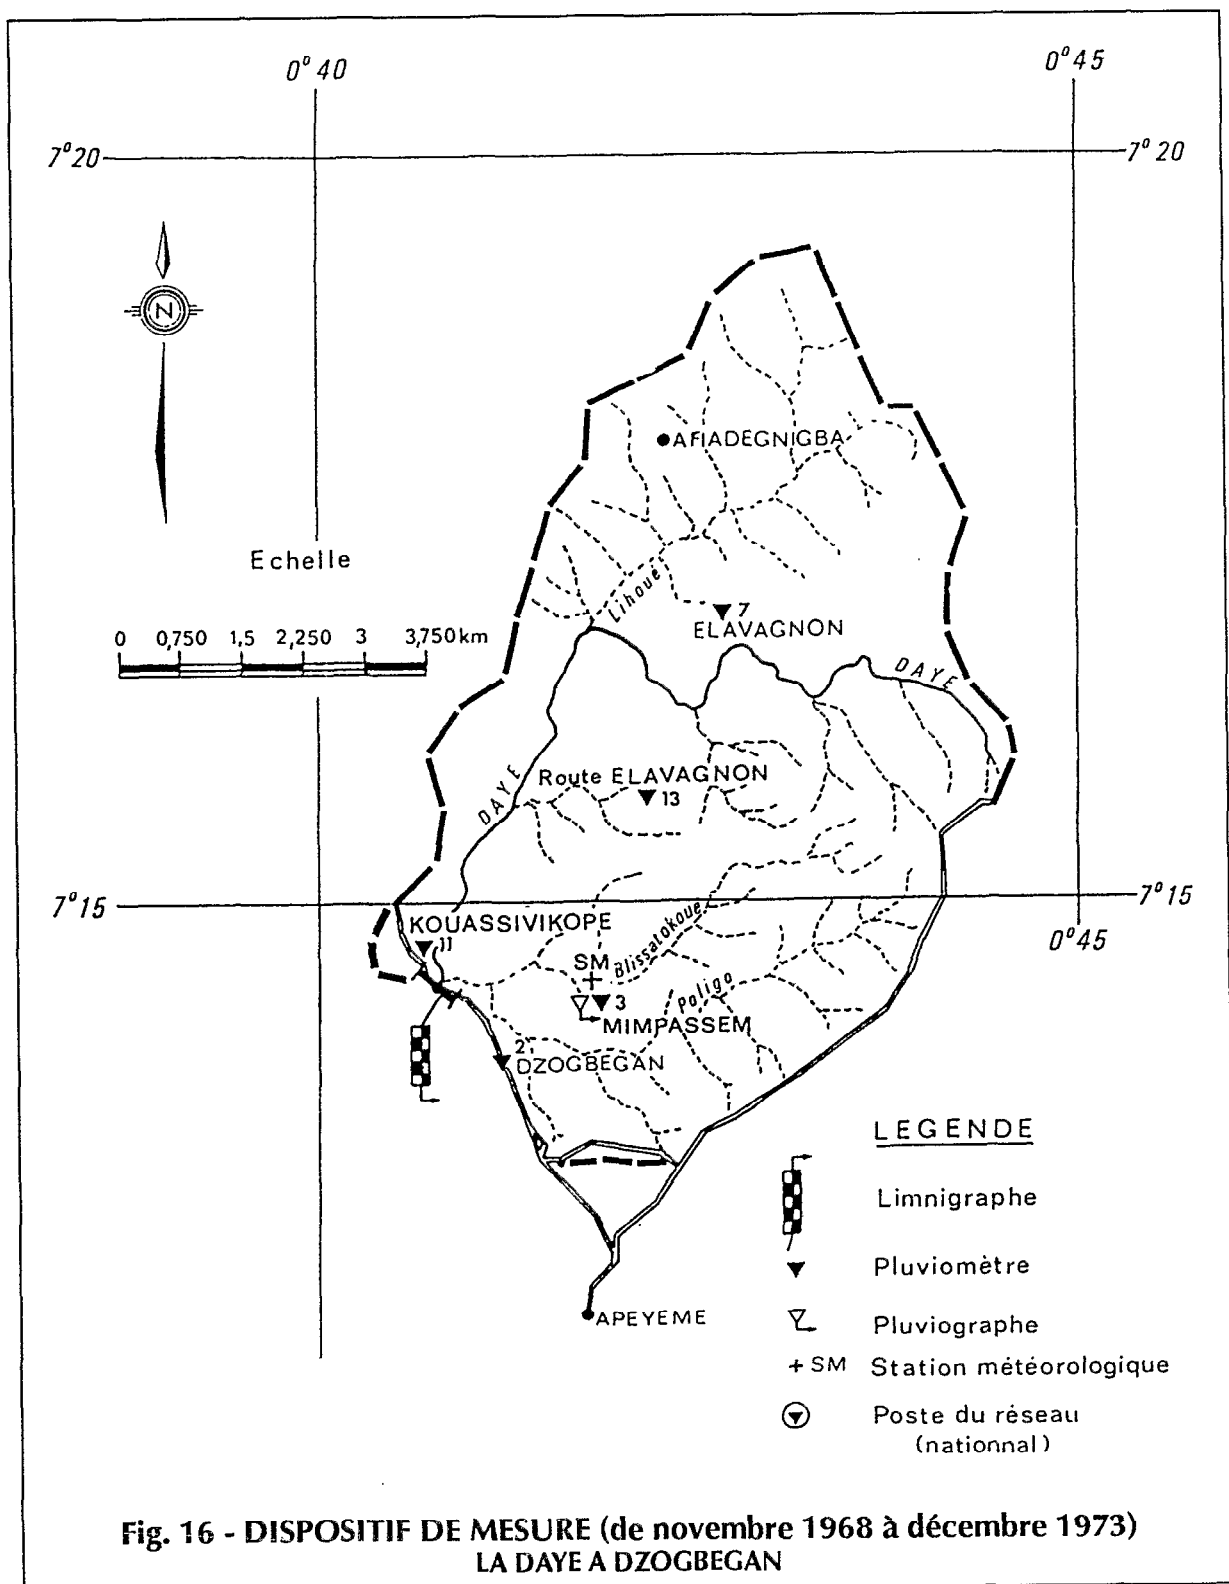 0° 40
0° 45
7° 20
7° 20
N
AFIADEGNIGBA
Echelle
Lihoué
7
ELAVAGNON
0 0,750 1,5 2,250 3 3,750 km
DAYE
DAYE
Route ELAVAGNON
13
7° 15
7° 15
KOUASSIVIKOPE
11
0° 45
Blissatokoue
SM
3
Paligo
MIMPASSEM
2
DZOGBEGAN
LEGENDE
Limnigraphe
Pluviomètre
Pluviographe
+ SM Station météorologique
Poste du réseau
(nationnal)
APEYEME
Fig. 16 - DISPOSITIF DE MESURE (de novembre 1968 à décembre 1973)
LA DAYE A DZOGBEGAN